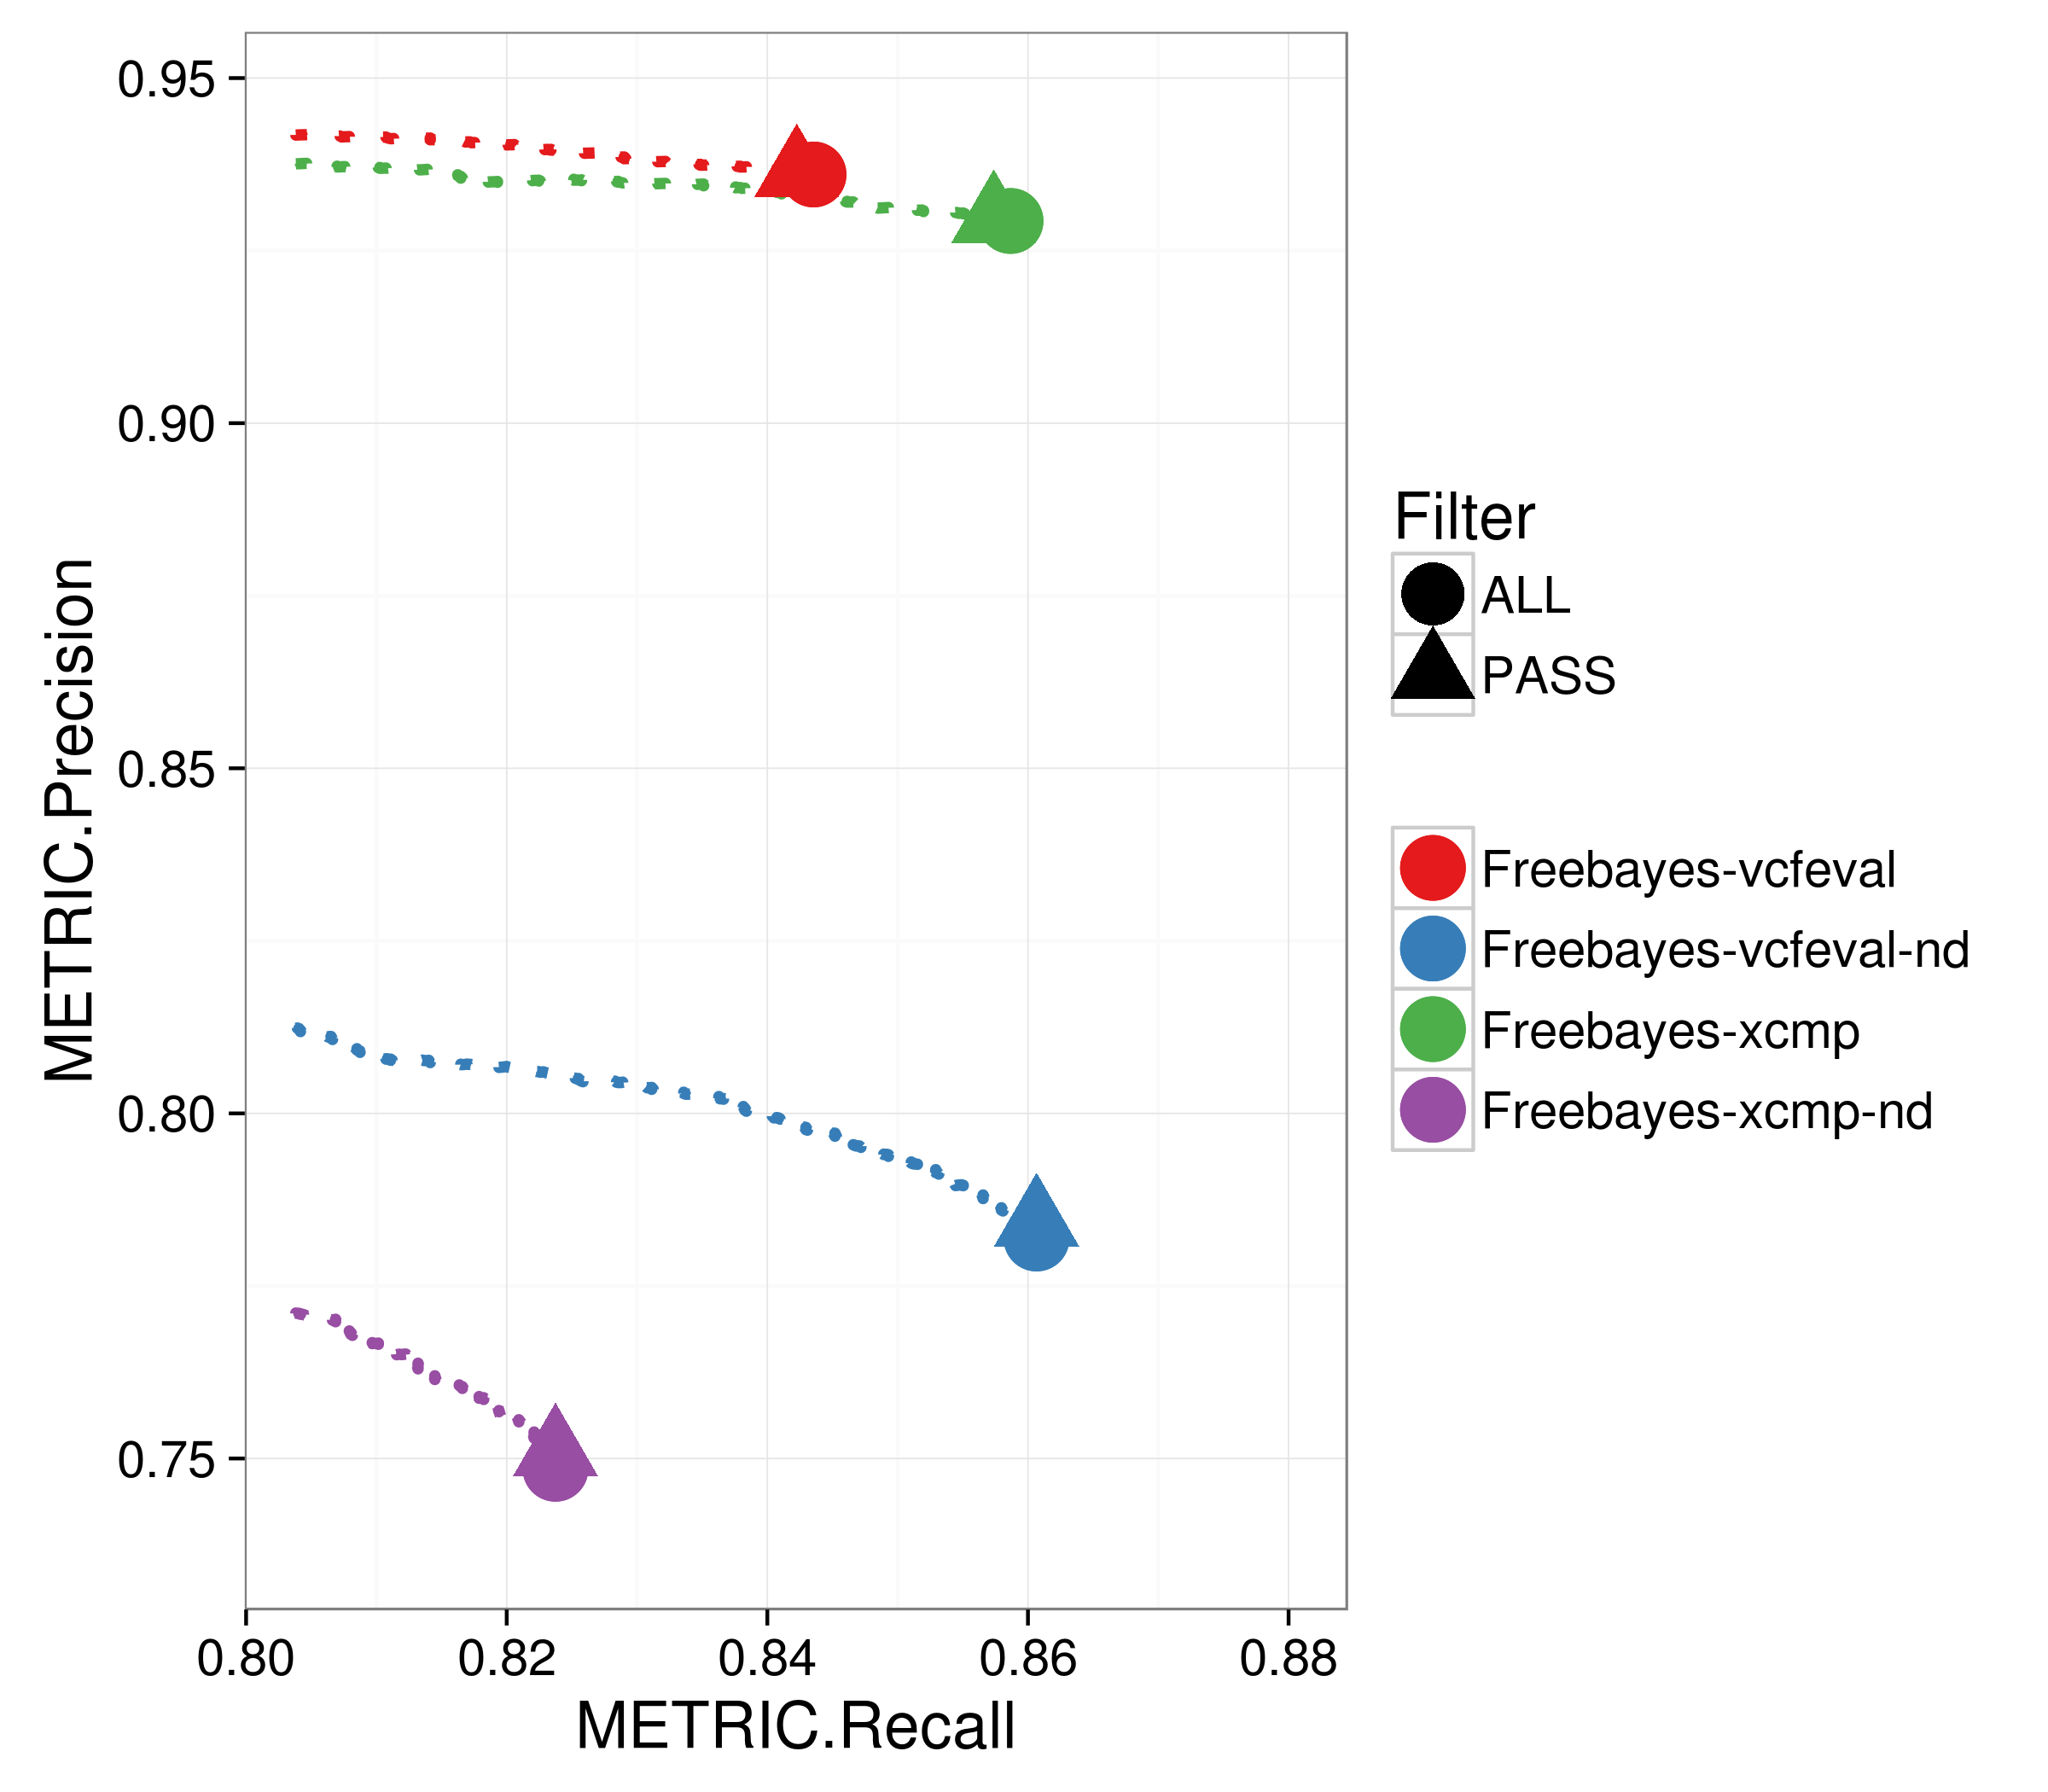 0.95
0.90
0.85
0.80
0.75
METRIC.Precision
0.80 0.82 0.84 0.86 0.88
METRIC.Recall
Filter
ALL
PASS
Freebayes-vcfeval
Freebayes-vcfeval-nd
Freebayes-xcmp
Freebayes-xcmp-nd